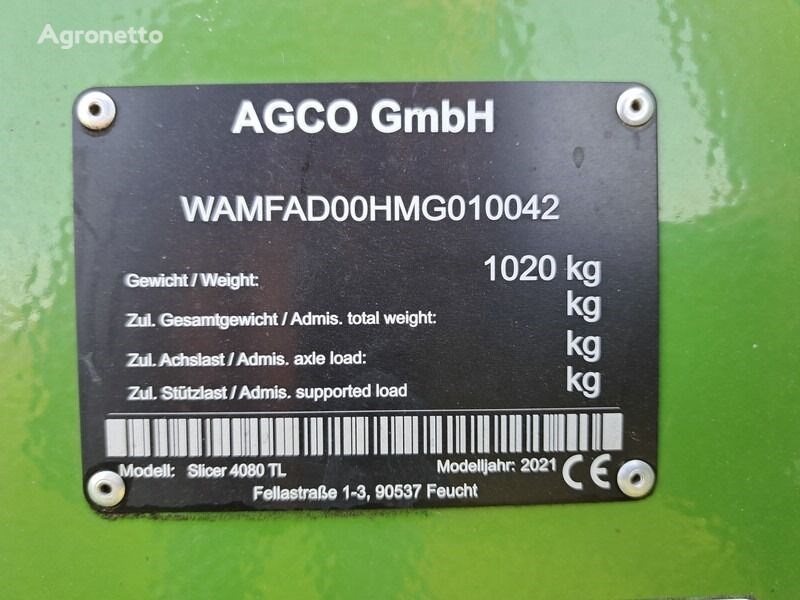 Agronetto
AGCO GmbH
WAMFAD00HMG010042
Gewicht / Weight: 1020 kg
Zul. Gesamtgewicht / Admis. total weight: kg
Zul. Achslast / Admis. axle load: kg
Zul. Stützlast / Admis. supported load kg
Modell: Slicer 4080 TL Modelljahr: 2021 CE
Fellastraße 1-3, 90537 Feucht